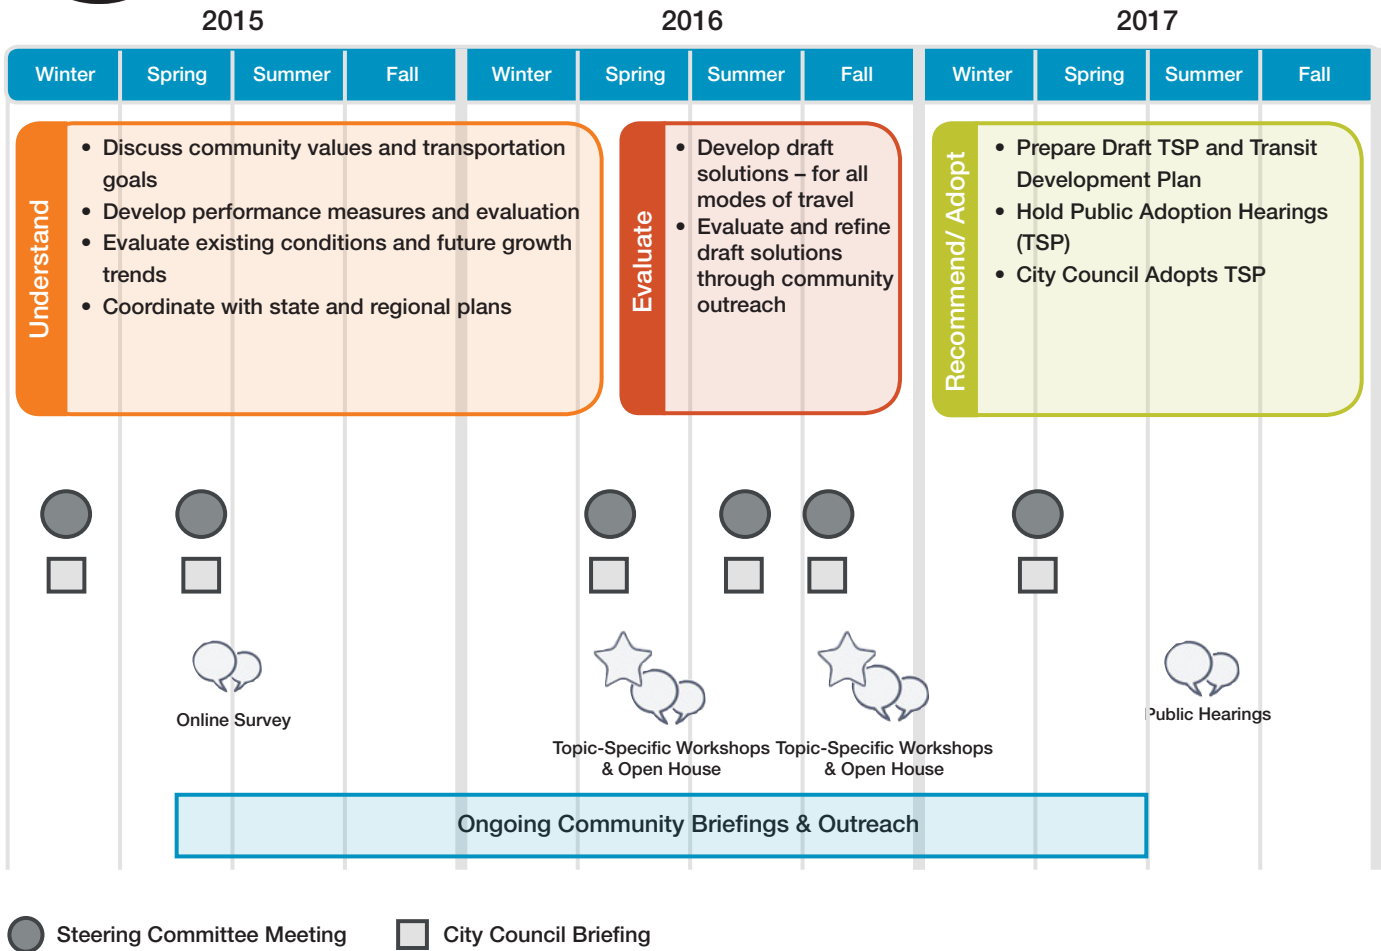 2015
2016
2017
Winter
Spring
Summer
Fall
Winter
Spring
Summer
Fall
Winter
Spring
Summer
Fall
Understand
• Discuss community values and transportation
goals
• Develop performance measures and evaluation
• Evaluate existing conditions and future growth
trends
• Coordinate with state and regional plans
Evaluate
• Develop draft
solutions – for all
modes of travel
• Evaluate and refine
draft solutions
through community
outreach
Recommend/ Adopt
• Prepare Draft TSP and Transit
Development Plan
• Hold Public Adoption Hearings
(TSP)
• City Council Adopts TSP
Online Survey
Topic-Specific Workshops
& Open House
Topic-Specific Workshops
& Open House
Public Hearings
Ongoing Community Briefings & Outreach
Steering Committee Meeting
City Council Briefing